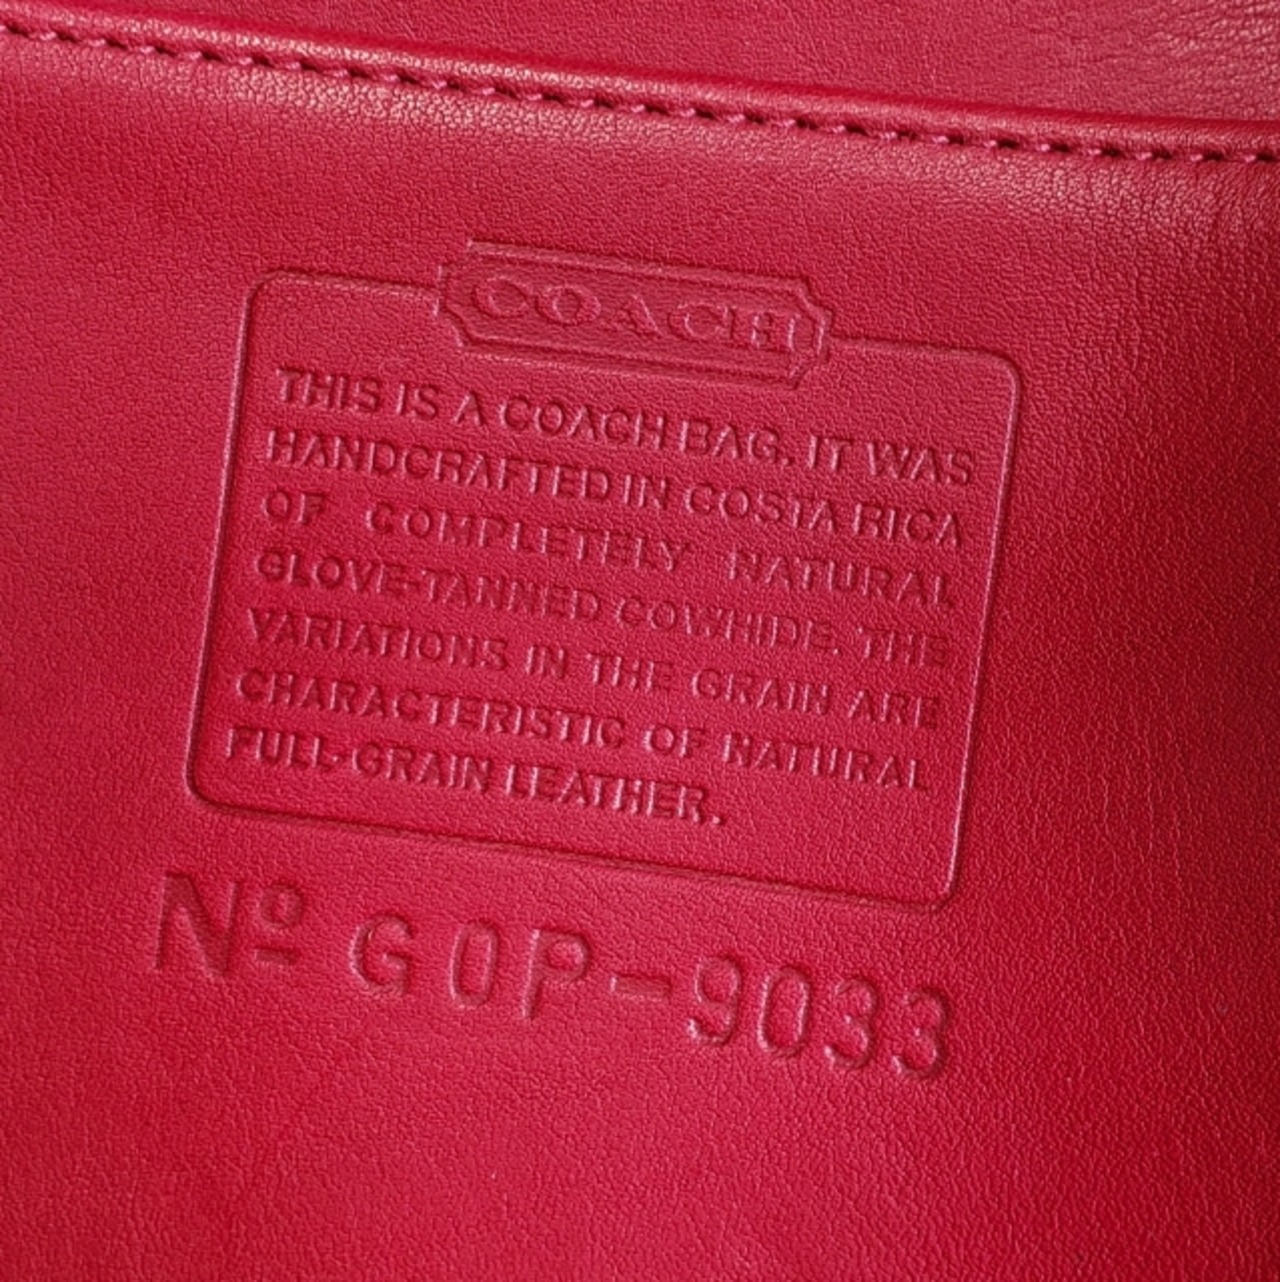 COACH
THIS IS A COACH BAG. IT WAS
HANDCRAFTED IN COSTA RICA
OF COMPLETELY NATURAL
GLOVE-TANNED COWHIDE. THE
VARIATIONS IN THE GRAIN ARE
CHARACTERISTIC OF NATURAL
FULL-GRAIN LEATHER.
Nº G0P-9033